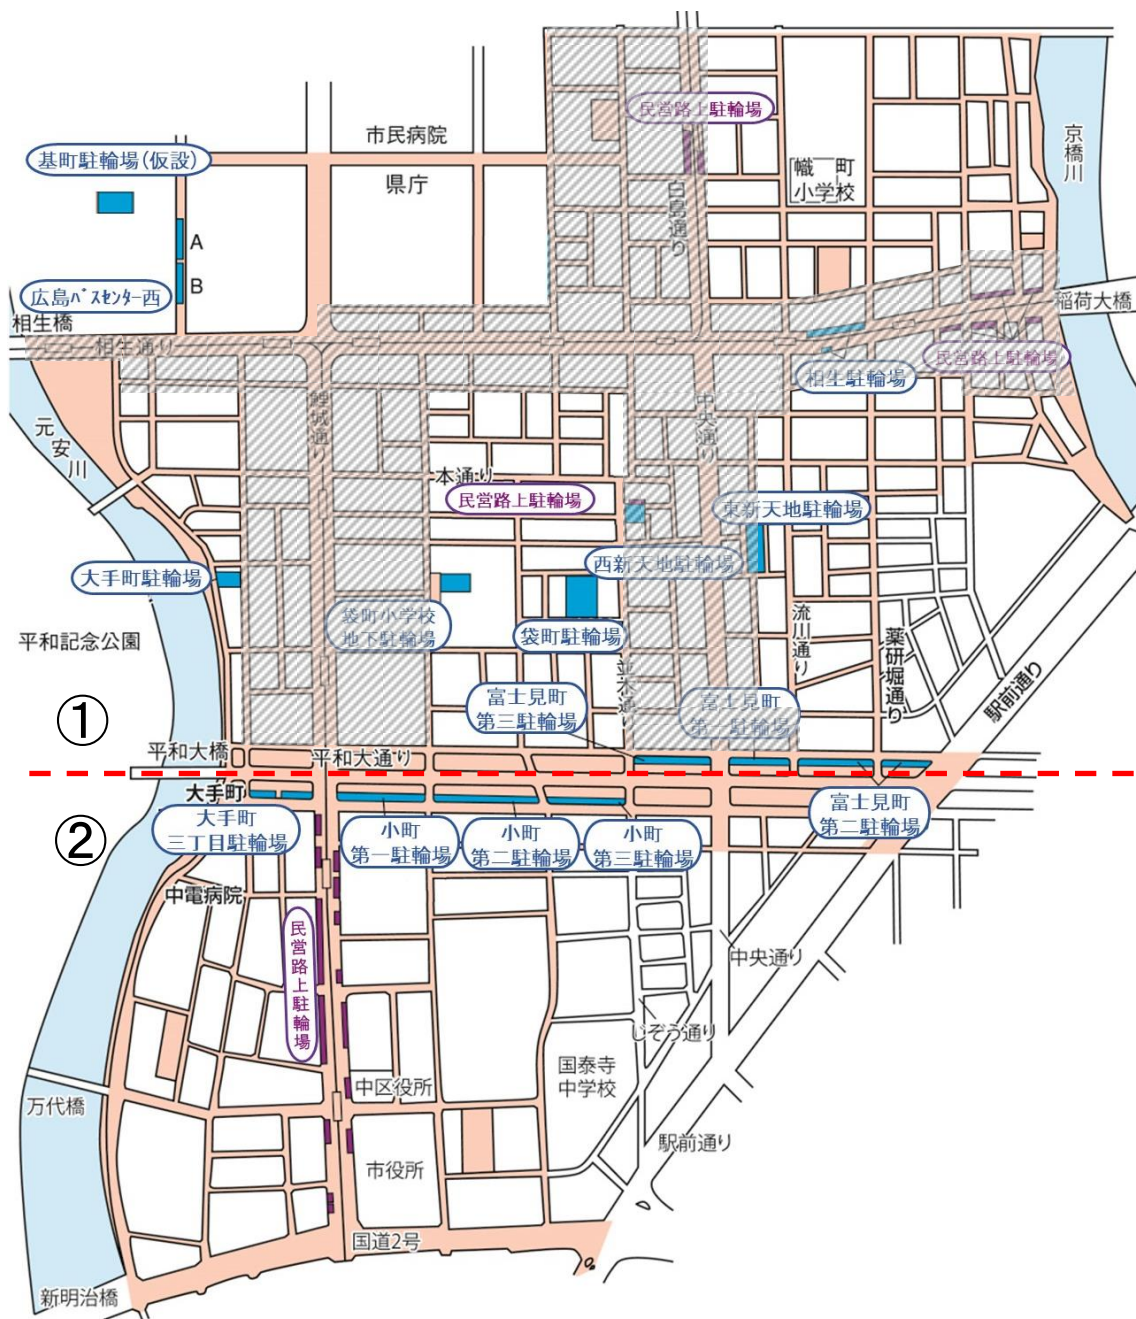 市民病院
民営路上駐輪場
基町駐輪場(仮設)
県庁
幟町
小学校
京橋川
白島通り
A
B
広島バスセンター西
相生橋
相生通り
稲荷大橋
民営路上駐輪場
相生駐輪場
鯉城通り
中央通り
元安川
本通り
民営路上駐輪場
東新天地駐輪場
西新天地駐輪場
大手町駐輪場
袋町小学校
地下駐輪場
袋町駐輪場
平和記念公園
流川通り
薬研堀通り
並木通り
駅前通り
富士見町
第三駐輪場
富士見町
第一駐輪場
①
平和大橋
平和大通り
大手町
②
大手町
三丁目駐輪場
小町
第一駐輪場
小町
第二駐輪場
小町
第三駐輪場
富士見町
第二駐輪場
中電病院
民営路上駐輪場
中央通り
じぞう通り
国泰寺
中学校
中区役所
万代橋
駅前通り
市役所
国道2号
新明治橋